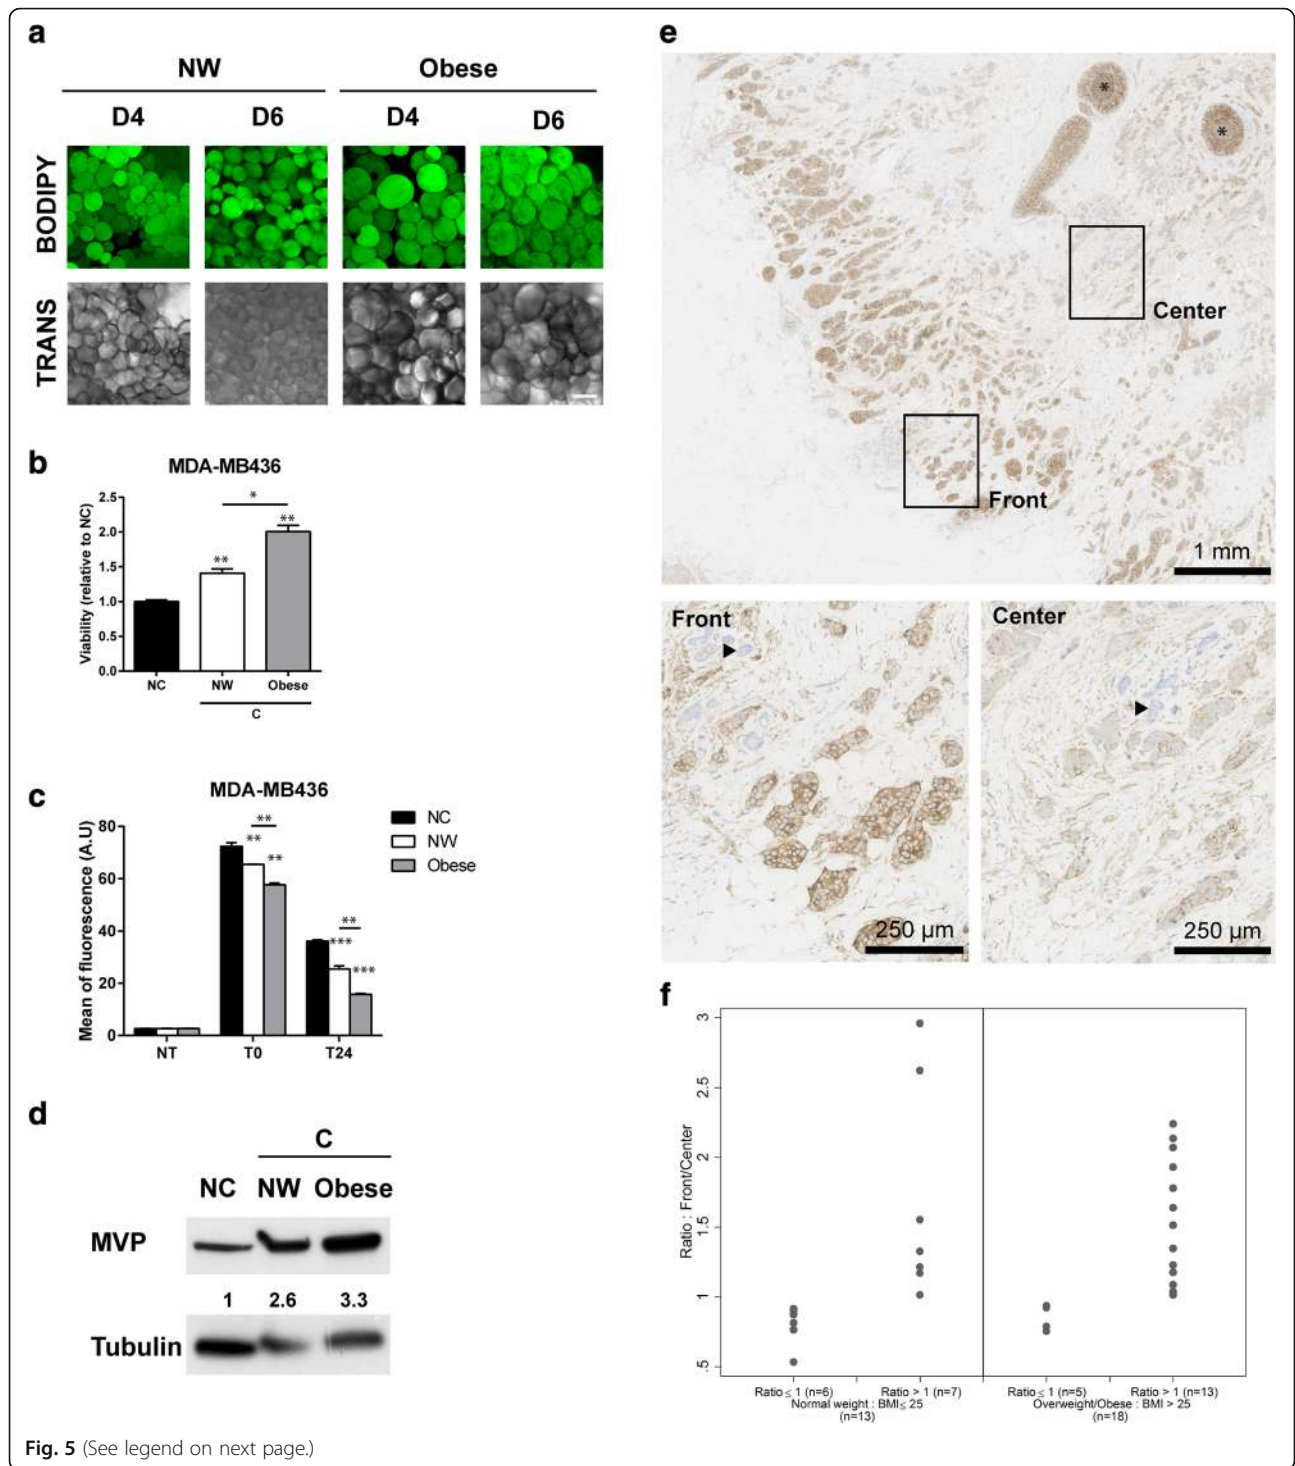 a
NW Obese
D4 D6 D4 D6
BODIPY
TRANS
b
MDA-MB436
Viability (relative to NC)
2.5
2.0
1.5
1.0
0.5
0.0
*
**
**
NC NW Obese
C
c
MDA-MB436
Mean of fluorescence (A.U)
80
60
40
20
0
**
**
**
**
***
***
NT T0 T24
NC
NW
Obese
d
C
NC NW Obese
MVP
1 2.6 3.3
Tubulin
e
*
*
Center
Front
1 mm
Front
250 µm
Center
250 µm
f
Ratio : Front/Center
3
2.5
2
1.5
1
.5
Ratio ≤ 1 (n=6) Ratio > 1 (n=7) Ratio ≤ 1 (n=5) Ratio > 1 (n=13)
Normal weight : BMI ≤ 25 Overweight/Obese : BMI > 25
(n=13) (n=18)
Fig. 5 (See legend on next page.)